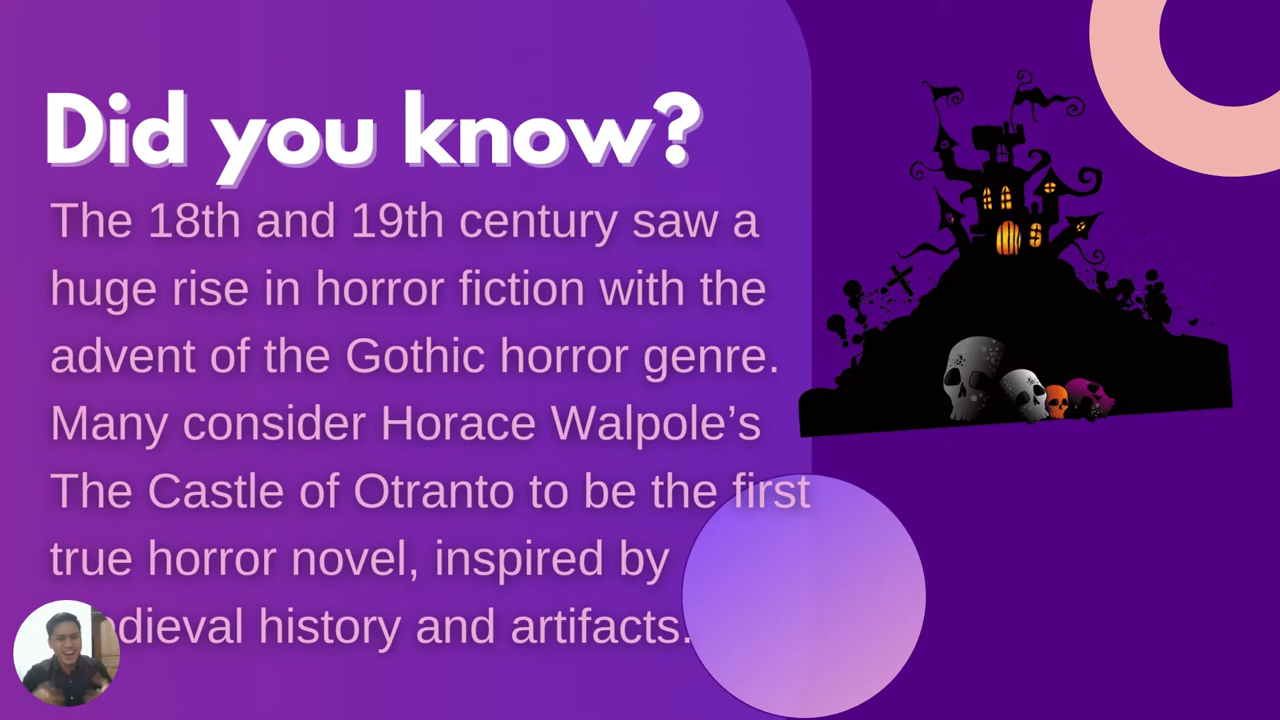 Did you know?
The 18th and 19th century saw a
huge rise in horror fiction with the
advent of the Gothic horror genre.
Many consider Horace Walpole’s
The Castle of Otranto to be the first
true horror novel, inspired by
history and artifacts.